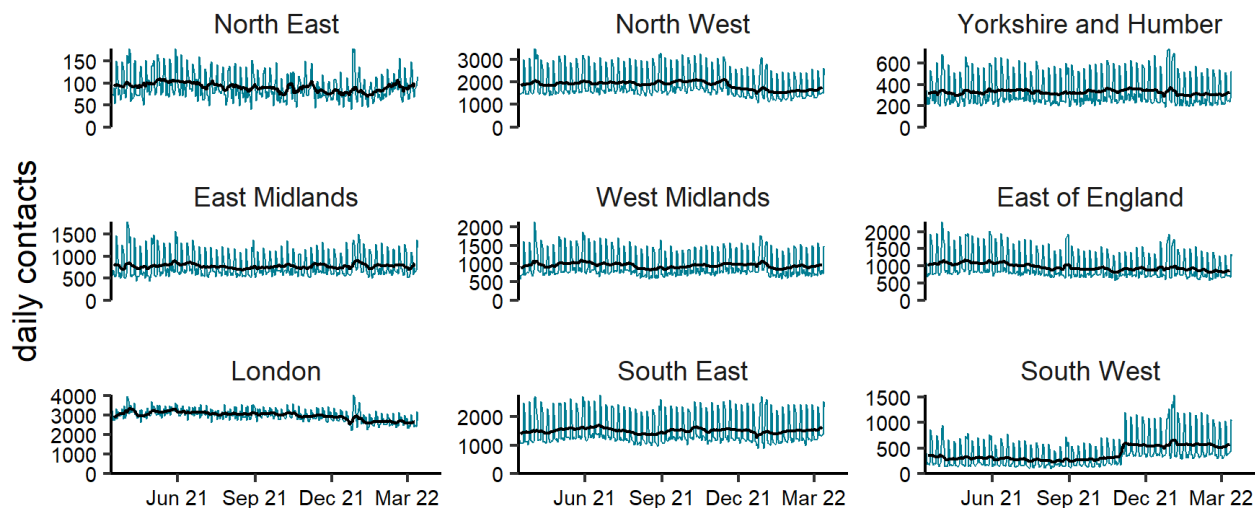 North East
North West
Yorkshire and Humber
150
100
50
0
3000
2000
1000
0
600
400
200
0
daily contacts
East Midlands
West Midlands
East of England
1500
1000
500
0
2000
1500
1000
500
0
2000
1500
1000
500
0
London
South East
South West
4000
3000
2000
1000
0
2000
1000
0
1500
1000
500
0
Jun 21 Sep 21 Dec 21 Mar 22
Jun 21 Sep 21 Dec 21 Mar 22
Jun 21 Sep 21 Dec 21 Mar 22